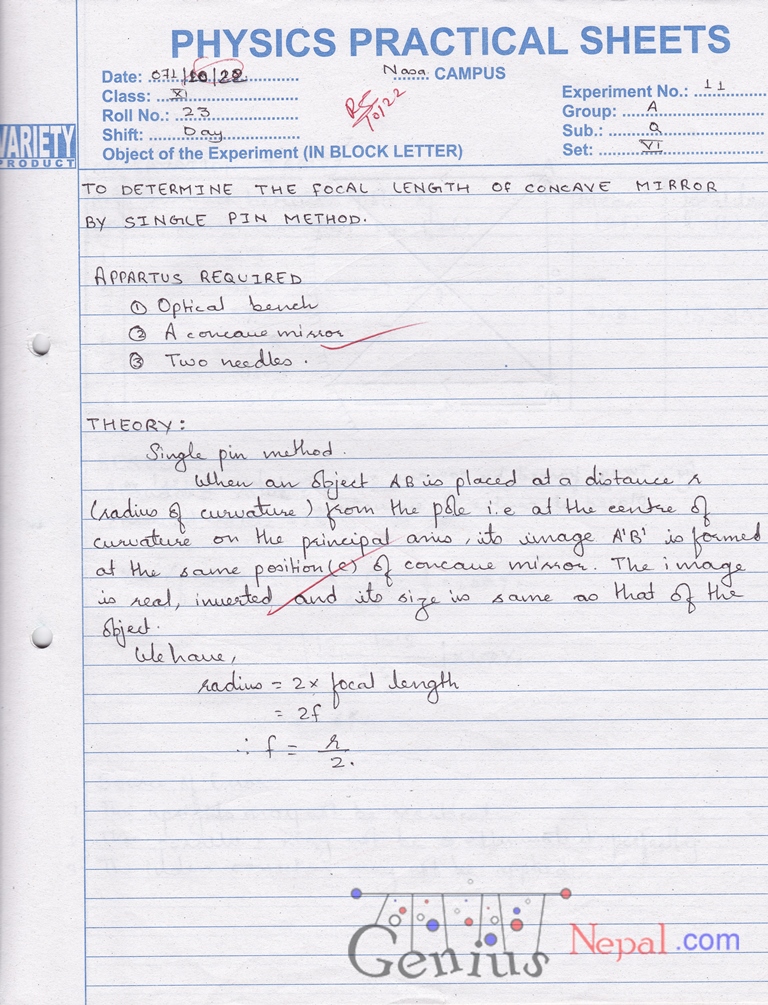 PHYSICS PRACTICAL SHEETS
Date: 071/10/22
Nasa CAMPUS
Class: XI
Experiment No.: 11
Roll No.: 23
Group: A
Shift: Day
Sub.: Q
Object of the Experiment (IN BLOCK LETTER)
Set: VI
10/22
VARIETY
PRODUCT
TO DETERMINE THE FOCAL LENGTH OF CONCAVE MIRROR
BY SINGLE PIN METHOD.
APPARTUS REQUIRED
① Optical bench
② A concave mirror
③ Two needles.
THEORY:
Single pin method.
When an object AB is placed at a distance r
(radius of curvature) from the pole i.e at the centre of
curvature on the principal axis, its image A'B' is formed
at the same position(c) of concave mirror. The image
is real, inverted and its size is same as that of the
object.
We have,
radius = 2× focal length
= 2f
∴ f = r/2.
Genius Nepal.com